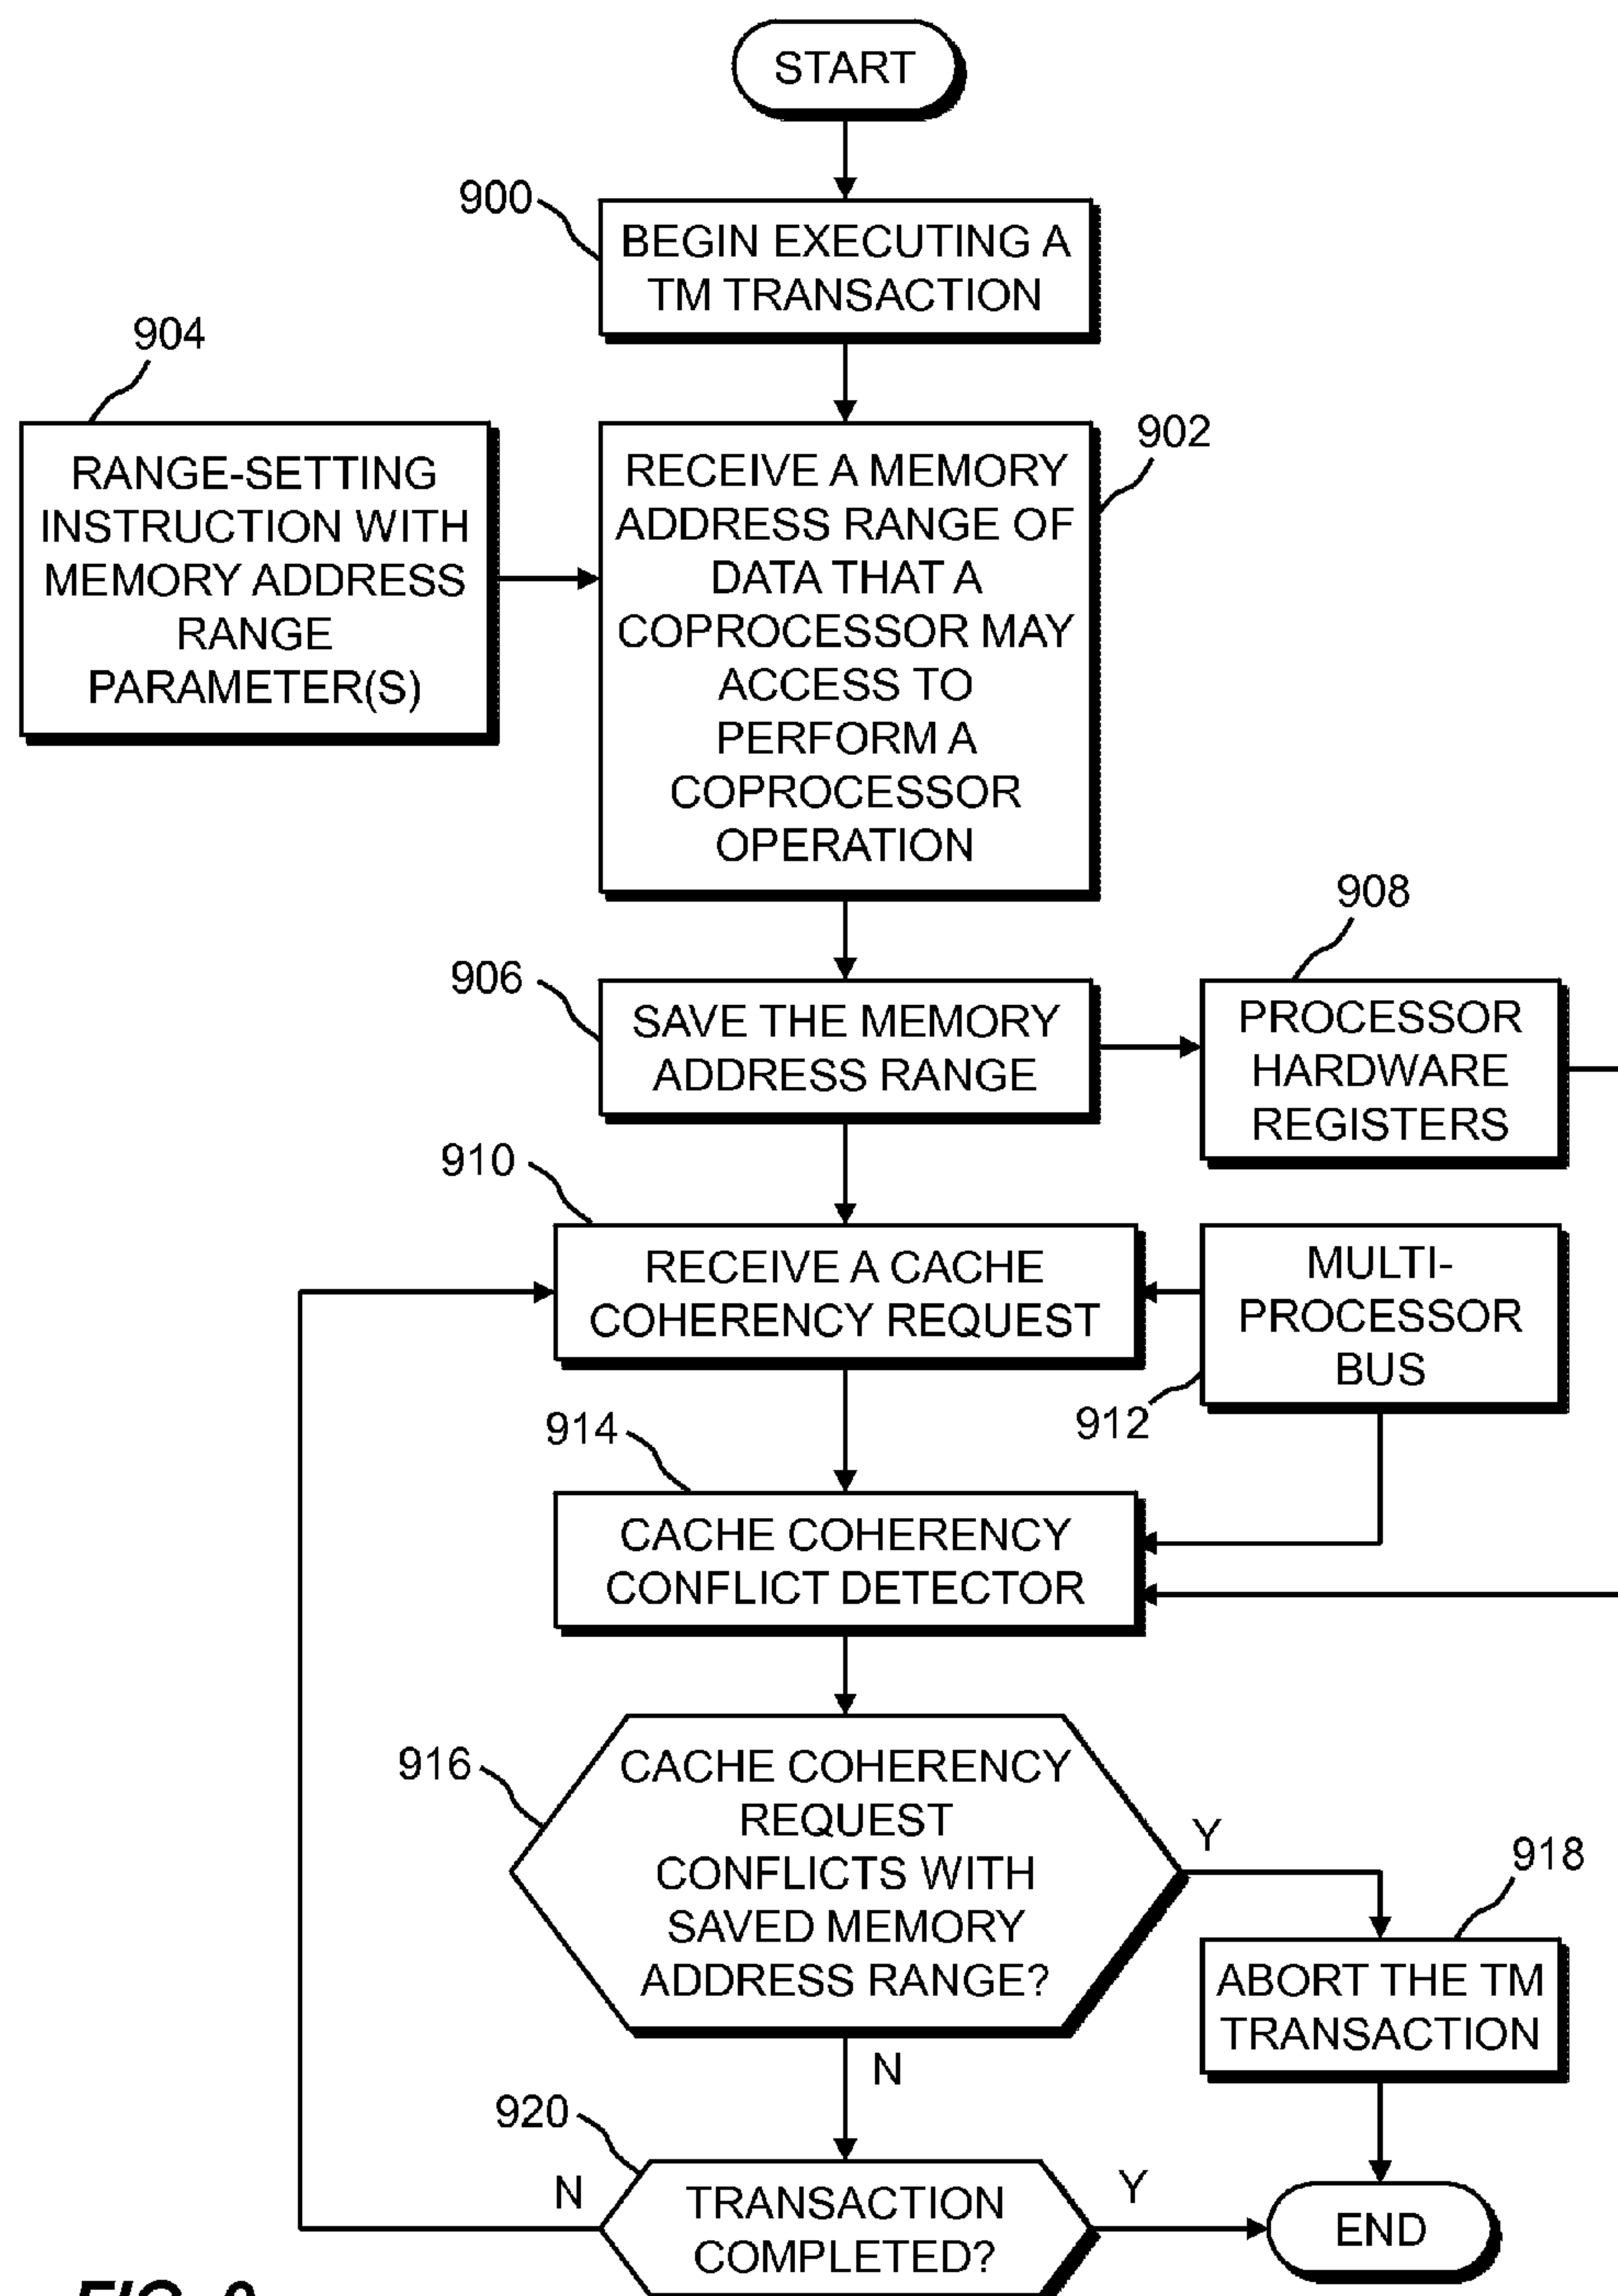 START
900
BEGIN EXECUTING A
TM TRANSACTION
904
RANGE-SETTING
INSTRUCTION WITH
MEMORY ADDRESS
RANGE
PARAMETER(S)
902
RECEIVE A MEMORY
ADDRESS RANGE OF
DATA THAT A
COPROCESSOR MAY
ACCESS TO
PERFORM A
COPROCESSOR
OPERATION
906
SAVE THE MEMORY
ADDRESS RANGE
908
PROCESSOR
HARDWARE
REGISTERS
910
RECEIVE A CACHE
COHERENCY REQUEST
MULTI-
PROCESSOR
BUS
912
914
CACHE COHERENCY
CONFLICT DETECTOR
916
CACHE COHERENCY
REQUEST
CONFLICTS WITH
SAVED MEMORY
ADDRESS RANGE?
Y
918
ABORT THE TM
TRANSACTION
N
920
N
TRANSACTION
COMPLETED?
Y
END
FIG.